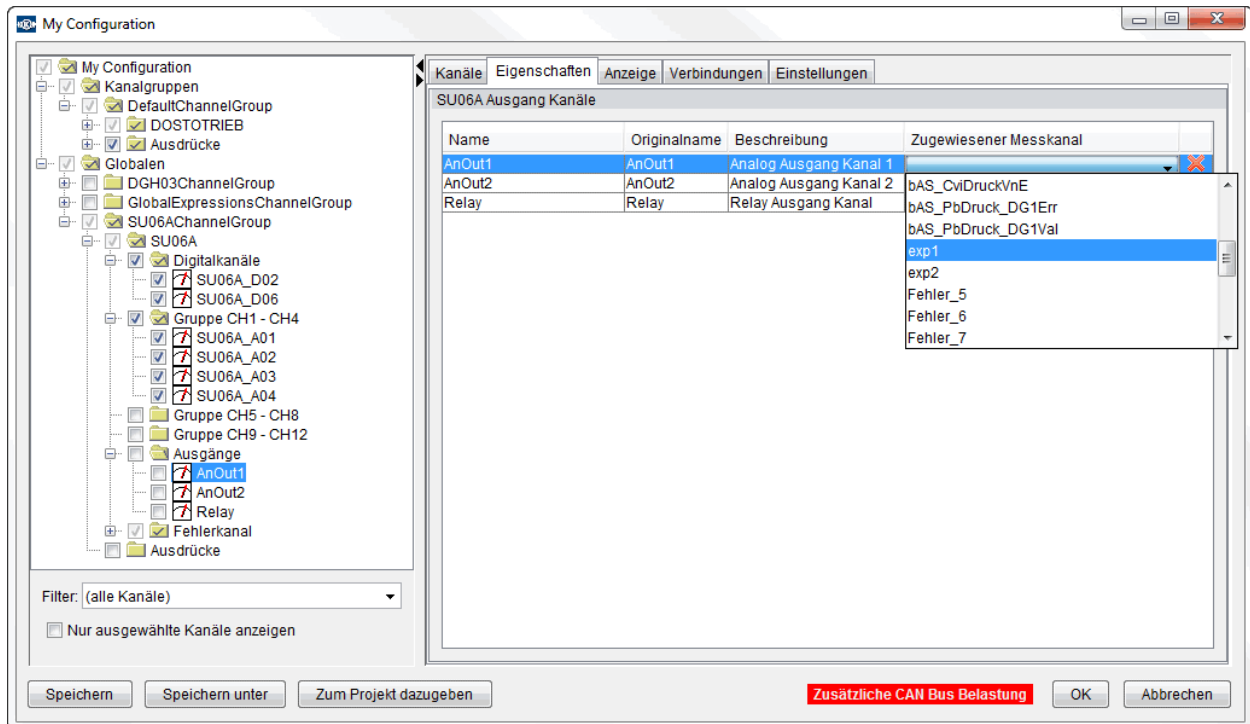 My Configuration
My Configuration
Kanalgruppen
DefaultChannelGroup
DOSTOTRIEB
Ausdrücke
Globalen
DGH03ChannelGroup
GlobalExpressionsChannelGroup
SU06AChannelGroup
SU06A
Digitalkanäle
SU06A_D02
SU06A_D06
Gruppe CH1 - CH4
SU06A_A01
SU06A_A02
SU06A_A03
SU06A_A04
Gruppe CH5 - CH8
Gruppe CH9 - CH12
Ausgänge
AnOut1
AnOut2
Relay
Fehlerkanal
Ausdrücke
Filter: (alle Kanäle)
Nur ausgewählte Kanäle anzeigen
Kanäle Eigenschaften Anzeige Verbindungen Einstellungen
SU06A Ausgang Kanäle
Name Originalname Beschreibung Zugewiesener Messkanal
AnOut1 AnOut1 Analog Ausgang Kanal 1
AnOut2 AnOut2 Analog Ausgang Kanal 2
Relay Relay Relay Ausgang Kanal
bAS_CviDruckVnE
bAS_PbDruck_DG1Err
bAS_PbDruck_DG1Val
exp1
exp2
Fehler_5
Fehler_6
Fehler_7
Speichern Speichern unter Zum Projekt dazugeben Zusätzliche CAN Bus Belastung OK Abbrechen